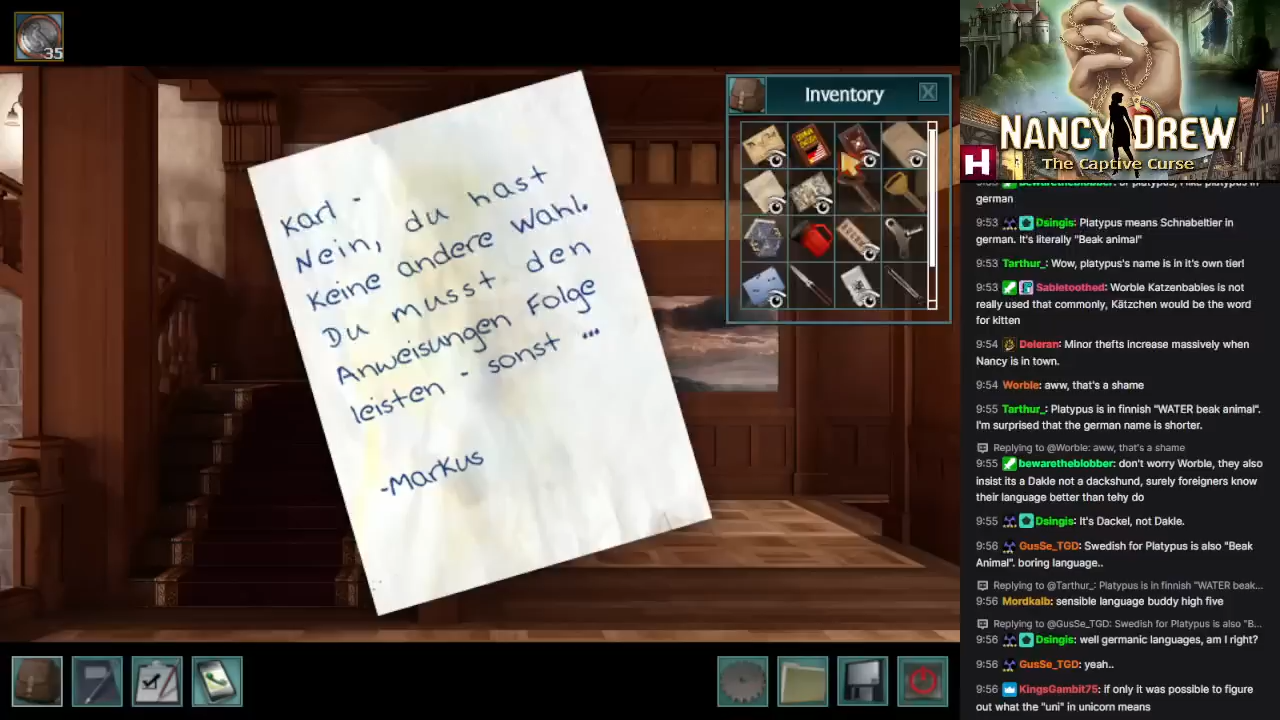 35
Karl -
Nein, du hast
Keine andere Wahl.
Du musst den
Anweisungen Folge
leisten - sonst ...
-Markus
Inventory
X
NANCY DREW
The Captive Curse
H
german
9:53 Dsingis: Platypus means Schnabeltier in
german. It's literally "Beak animal"
9:53 Tarthur_: Wow, platypus's name is in it's own tier!
9:53 Sabletoothed: Worble Katzenbabies is not
really used that commonly, Kätzchen would be the word
for kitten
9:54 Deleran: Minor thefts increase massively when
Nancy is in town.
9:54 Worble: aww, that's a shame
9:55 Tarthur_: Platypus is in finnish "WATER beak animal".
I'm surprised that the german name is shorter.
Replying to @Worble: aww, that's a shame
9:55 bewaretheblobber: don't worry Worble, they also
insist its a Dakle not a dackshund, surely foreigners know
their language better than tehy do
9:55 Dsingis: It's Dackel, not Dakle.
9:56 GusSe_TGD: Swedish for Platypus is also "Beak
Animal". boring language..
Replying to @Tarthur_: Platypus is in finnish "WATER beak...
9:56 Mordkalb: sensible language buddy high five
Replying to @GusSe_TGD: Swedish for Platypus is also "B...
9:56 Dsingis: well germanic languages, am I right?
9:56 GusSe_TGD: yeah..
9:56 KingsGambit75: if only it was possible to figure
out what the "uni" in unicorn means